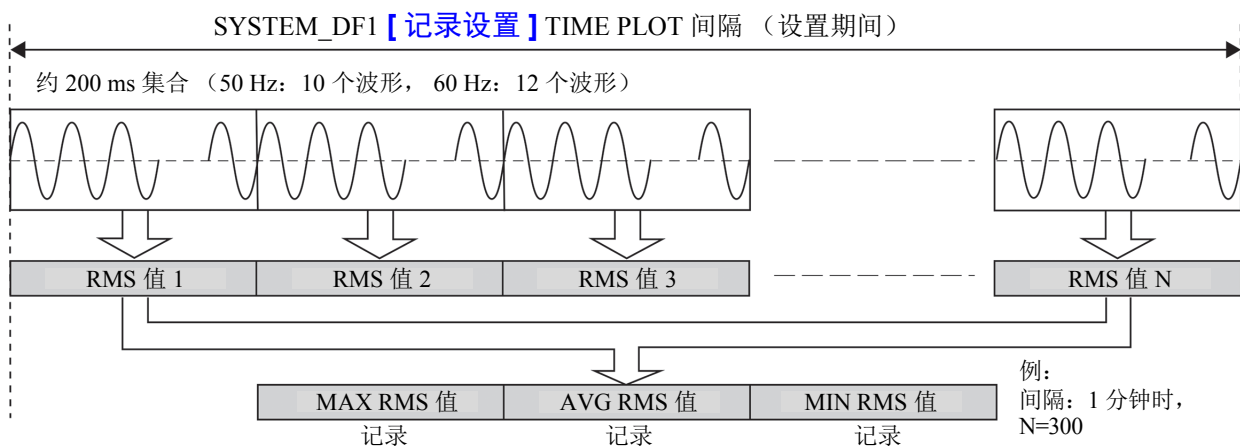 SYSTEM_DF1 [ 记录设置 ] TIME PLOT 间隔 （设置期间）
约 200 ms 集合 （50 Hz：10 个波形， 60 Hz：12 个波形）
RMS 值 1 RMS 值 2 RMS 值 3 RMS 值 N
MAX RMS 值 AVG RMS 值 MIN RMS 值
记录 记录 记录
例：
间隔：1 分钟时，
N=300